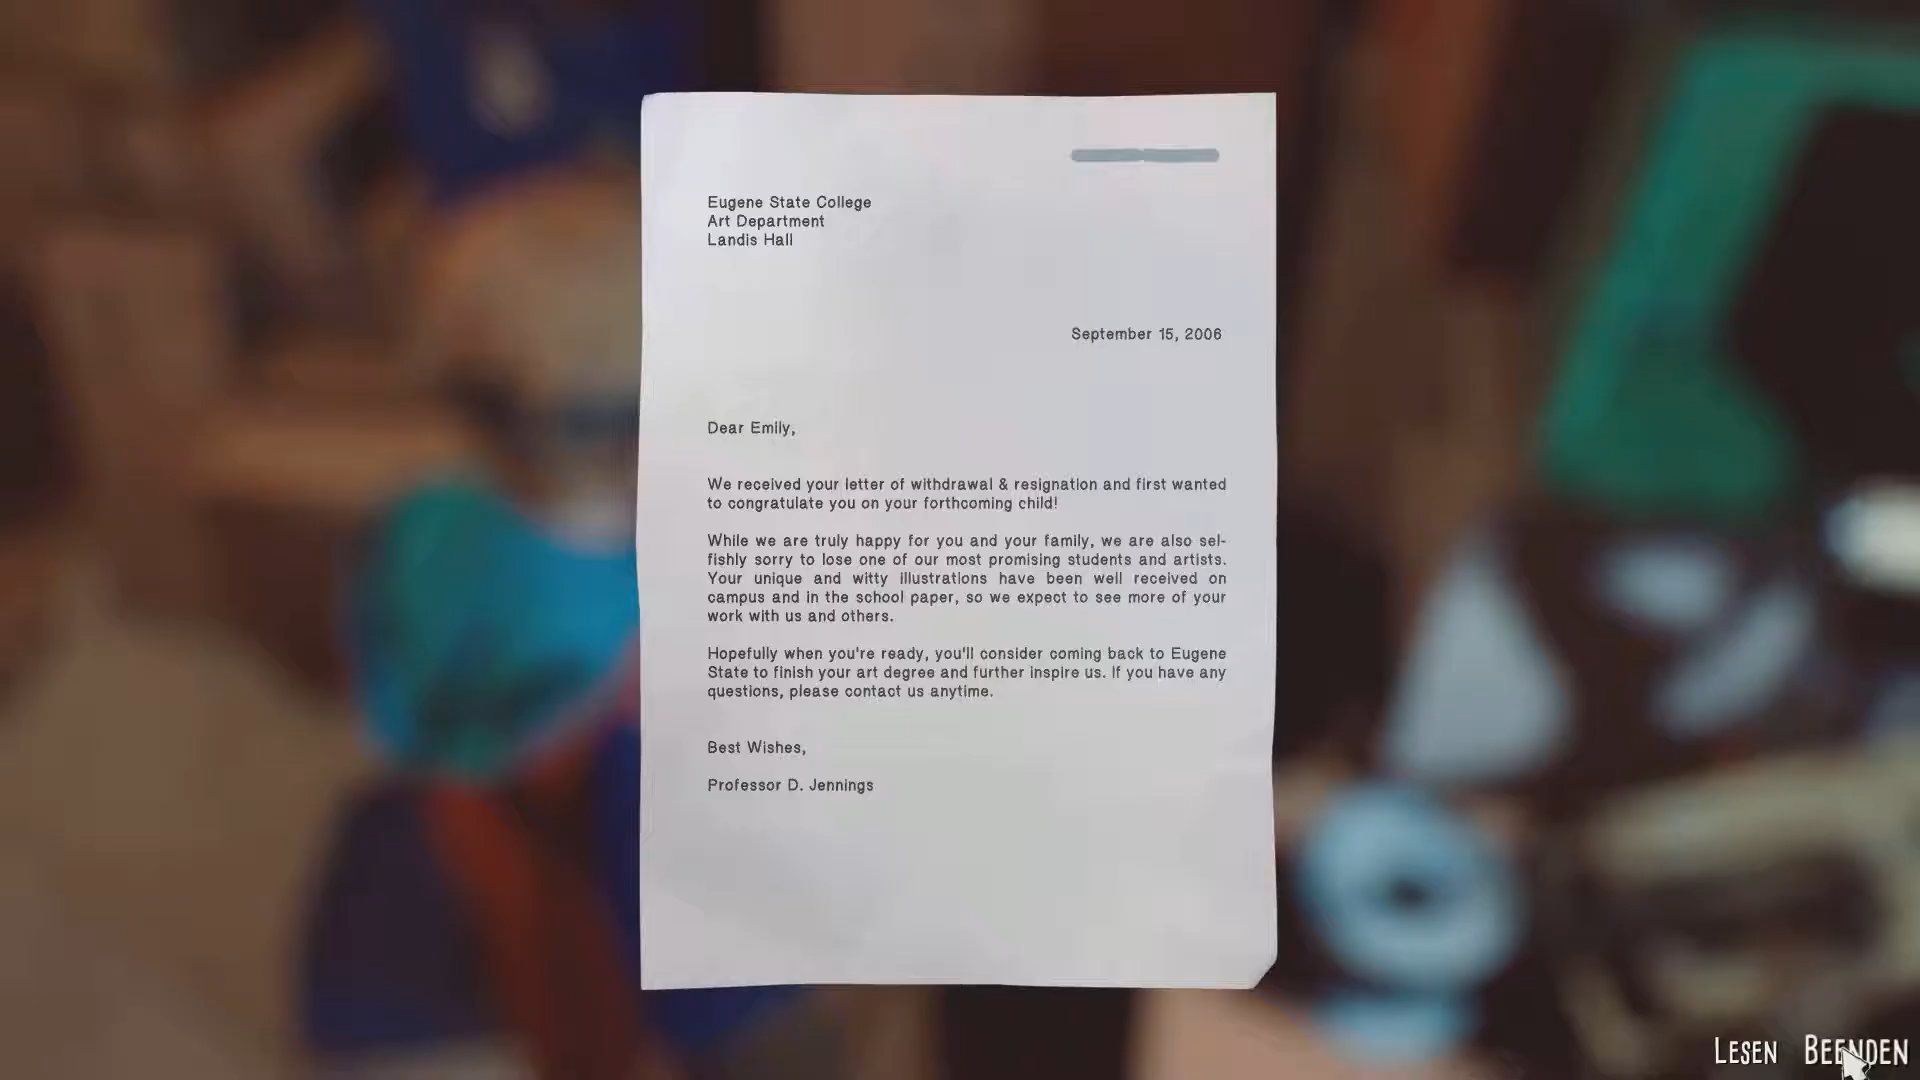 Eugene State College
Art Department
Landis Hall
September 15, 2006
Dear Emily,
We received your letter of withdrawal & resignation and first wanted
to congratulate you on your forthcoming child!
While we are truly happy for you and your family, we are also sel-
fishly sorry to lose one of our most promising students and artists.
Your unique and witty illustrations have been well received on
campus and in the school paper, so we expect to see more of your
work with us and others.
Hopefully when you're ready, you'll consider coming back to Eugene
State to finish your art degree and further inspire us. If you have any
questions, please contact us anytime.
Best Wishes,
Professor D. Jennings
LESEN BEENDEN